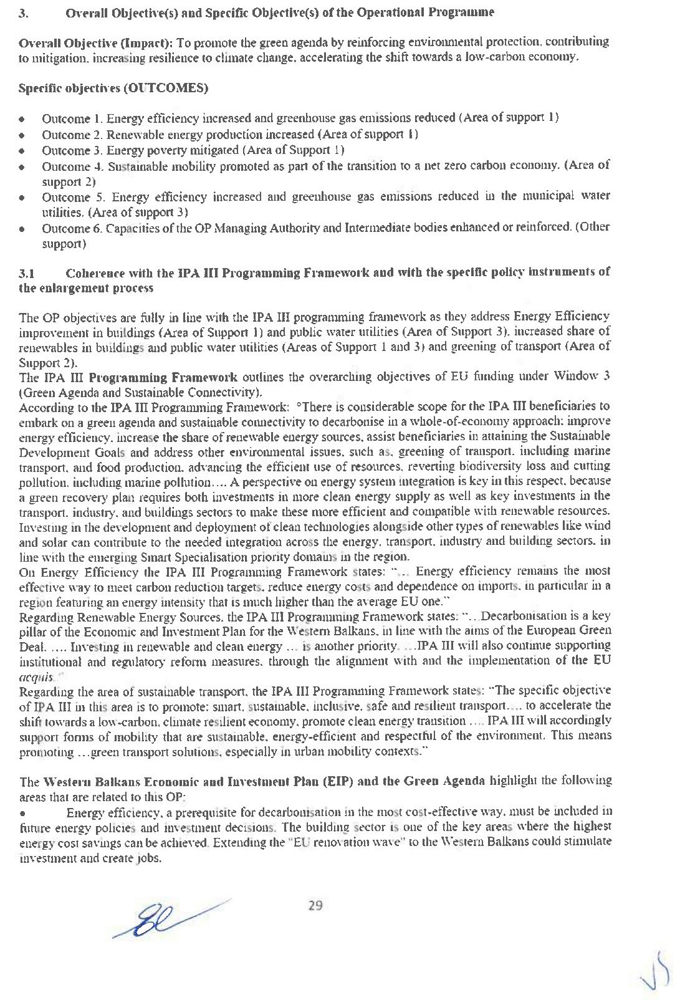 3. Overall Objective(s) and Specific Objective(s) of the Operational Programme
Overall Objective (Impact): To promote the green agenda by reinforcing environmental protection, contributing
to mitigation, increasing resilience to climate change, accelerating the shift towards a low-carbon economy.
Specific objectives (OUTCOMES)
• Outcome 1. Energy efficiency increased and greenhouse gas emissions reduced (Area of support 1)
• Outcome 2. Renewable energy production increased (Area of support 1)
• Outcome 3. Energy poverty mitigated (Area of Support 1)
• Outcome 4. Sustainable mobility promoted as part of the transition to a net zero carbon economy. (Area of
support 2)
• Outcome 5. Energy efficiency increased and greenhouse gas emissions reduced in the municipal water
utilities. (Area of support 3)
• Outcome 6. Capacities of the OP Managing Authority and Intermediate bodies enhanced or reinforced. (Other
support)
3.1 Coherence with the IPA III Programming Framework and with the specific policy instruments of
the enlargement process
The OP objectives are fully in line with the IPA III programming framework as they address Energy Efficiency
improvement in buildings (Area of Support 1) and public water utilities (Area of Support 3), increased share of
renewables in buildings and public water utilities (Areas of Support 1 and 3) and greening of transport (Area of
Support 2).
The IPA III Programming Framework outlines the overarching objectives of EU funding under Window 3
(Green Agenda and Sustainable Connectivity).
According to the IPA III Programming Framework: "There is considerable scope for the IPA III beneficiaries to
embark on a green agenda and sustainable connectivity to decarbonise in a whole-of-economy approach: improve
energy efficiency, increase the share of renewable energy sources, assist beneficiaries in attaining the Sustainable
Development Goals and address other environmental issues, such as, greening of transport, including marine
transport, and food production, advancing the efficient use of resources, reverting biodiversity loss and cutting
pollution, including marine pollution.... A perspective on energy system integration is key in this respect, because
a green recovery plan requires both investments in more clean energy supply as well as key investments in the
transport, industry, and buildings sectors to make these more efficient and compatible with renewable resources.
Investing in the development and deployment of clean technologies alongside other types of renewables like wind
and solar can contribute to the needed integration across the energy, transport, industry and building sectors, in
line with the emerging Smart Specialisation priority domains in the region.
On Energy Efficiency the IPA III Programming Framework states: "... Energy efficiency remains the most
effective way to meet carbon reduction targets, reduce energy costs and dependence on imports, in particular in a
region featuring an energy intensity that is much higher than the average EU one."
Regarding Renewable Energy Sources, the IPA III Programming Framework states: "...Decarbonisation is a key
pillar of the Economic and Investment Plan for the Western Balkans, in line with the aims of the European Green
Deal. .... Investing in renewable and clean energy ... is another priority. ...IPA III will also continue supporting
institutional and regulatory reform measures, through the alignment with and the implementation of the EU
acquis."
Regarding the area of sustainable transport, the IPA III Programming Framework states: "The specific objective
of IPA III in this area is to promote: smart, sustainable, inclusive, safe and resilient transport.... to accelerate the
shift towards a low-carbon, climate resilient economy, promote clean energy transition .... IPA III will accordingly
support forms of mobility that are sustainable, energy-efficient and respectful of the environment. This means
promoting ...green transport solutions, especially in urban mobility contexts."
The Western Balkans Economic and Investment Plan (EIP) and the Green Agenda highlight the following
areas that are related to this OP:
• Energy efficiency, a prerequisite for decarbonisation in the most cost-effective way, must be included in
future energy policies and investment decisions. The building sector is one of the key areas where the highest
energy cost savings can be achieved. Extending the "EU renovation wave" to the Western Balkans could stimulate
investment and create jobs.
29